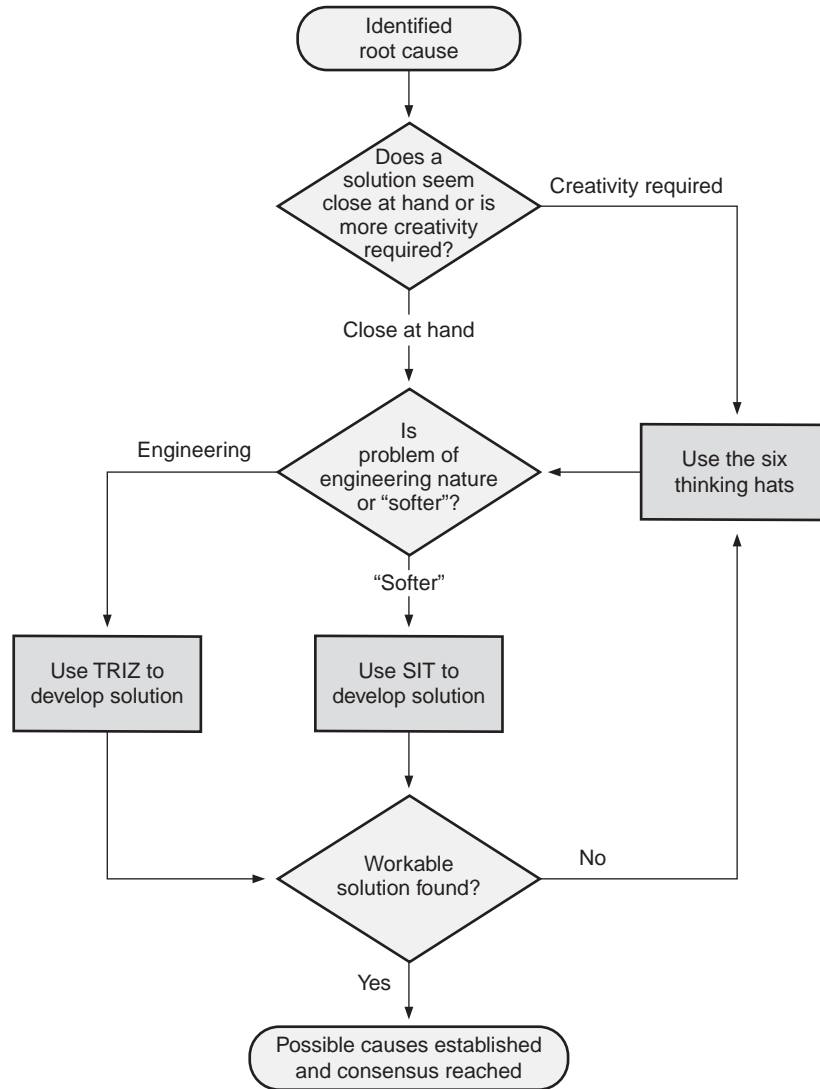 Identified
root cause
Does a
solution seem
close at hand or is
more creativity
required?
Creativity required
Close at hand
Is
problem of
engineering nature
or “softer”?
Engineering
Use the six
thinking hats
“Softer”
Use TRIZ to
develop solution
Use SIT to
develop solution
Workable
solution found?
No
Yes
Possible causes established
and consensus reached